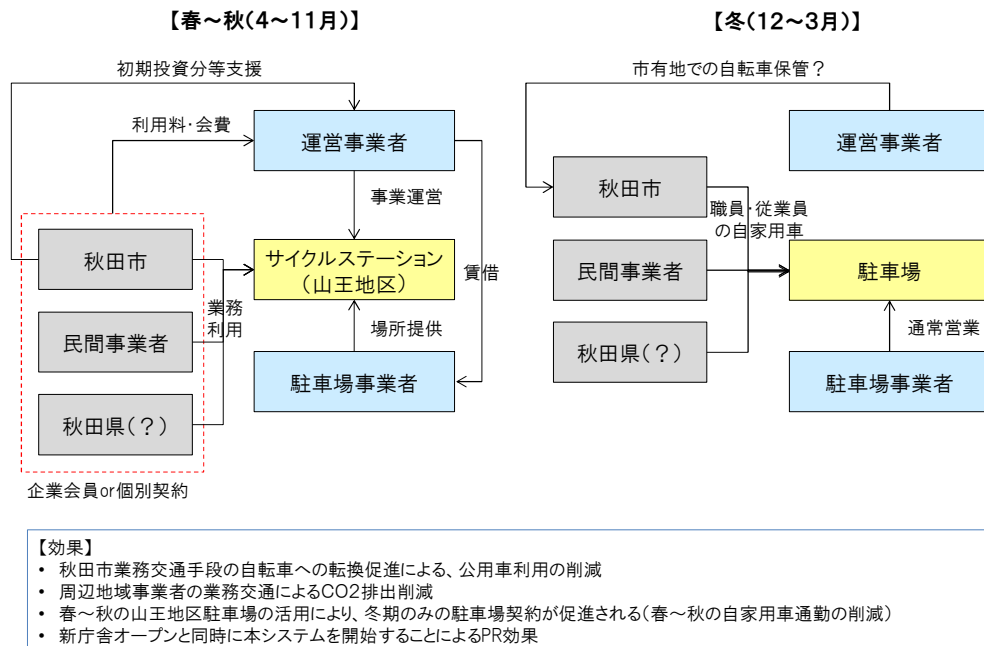 【春～秋(4～11月)】
初期投資分等支援
利用料・会費
運営事業者
事業運営
秋田市
サイクルステーション
（山王地区）
賃借
業務
利用
民間事業者
場所提供
駐車場事業者
秋田県(？)
企業会員or個別契約
【冬(12～3月)】
市有地での自転車保管？
運営事業者
秋田市
職員・従業員
の自家用車
民間事業者
駐車場
通常営業
秋田県(？)
駐車場事業者
【効果】
• 秋田市業務交通手段の自転車への転換促進による、公用車利用の削減
• 周辺地域事業者の業務交通によるCO2排出削減
• 春～秋の山王地区駐車場の活用により、冬期のみの駐車場契約が促進される(春～秋の自家用車通勤の削減)
• 新庁舎オープンと同時に本システムを開始することによるPR効果